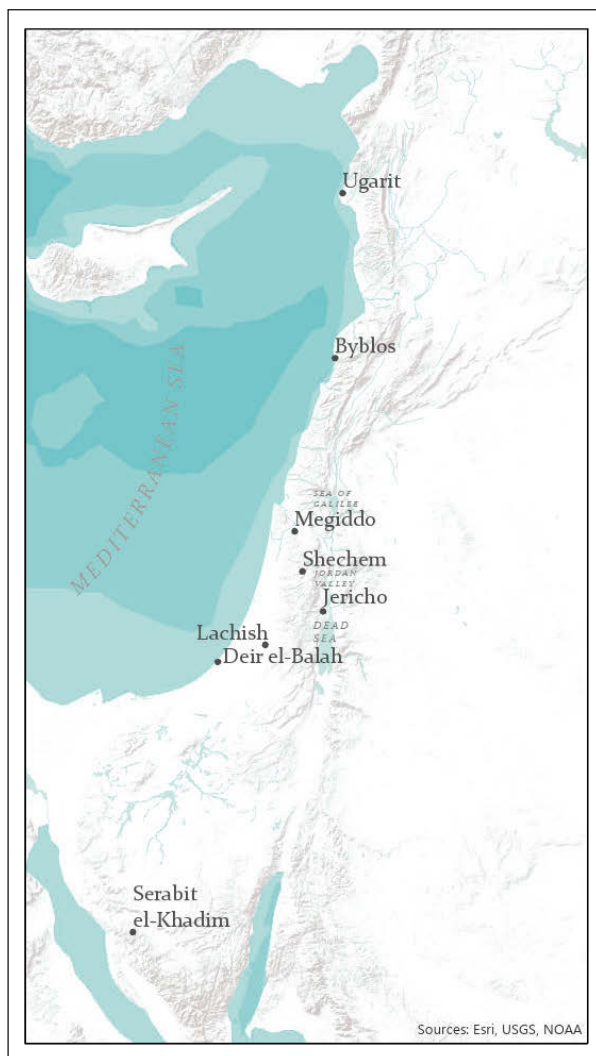 Ugarit
Byblos
MEDITERRANEAN SEA
SEA OF
GALILEE
Megiddo
Shechem
JORDAN
VALLEY
Jericho
DEAD
SEA
Lachish
Deir el-Balah
Serabit
el-Khadim
Sources: Esri, USGS, NOAA